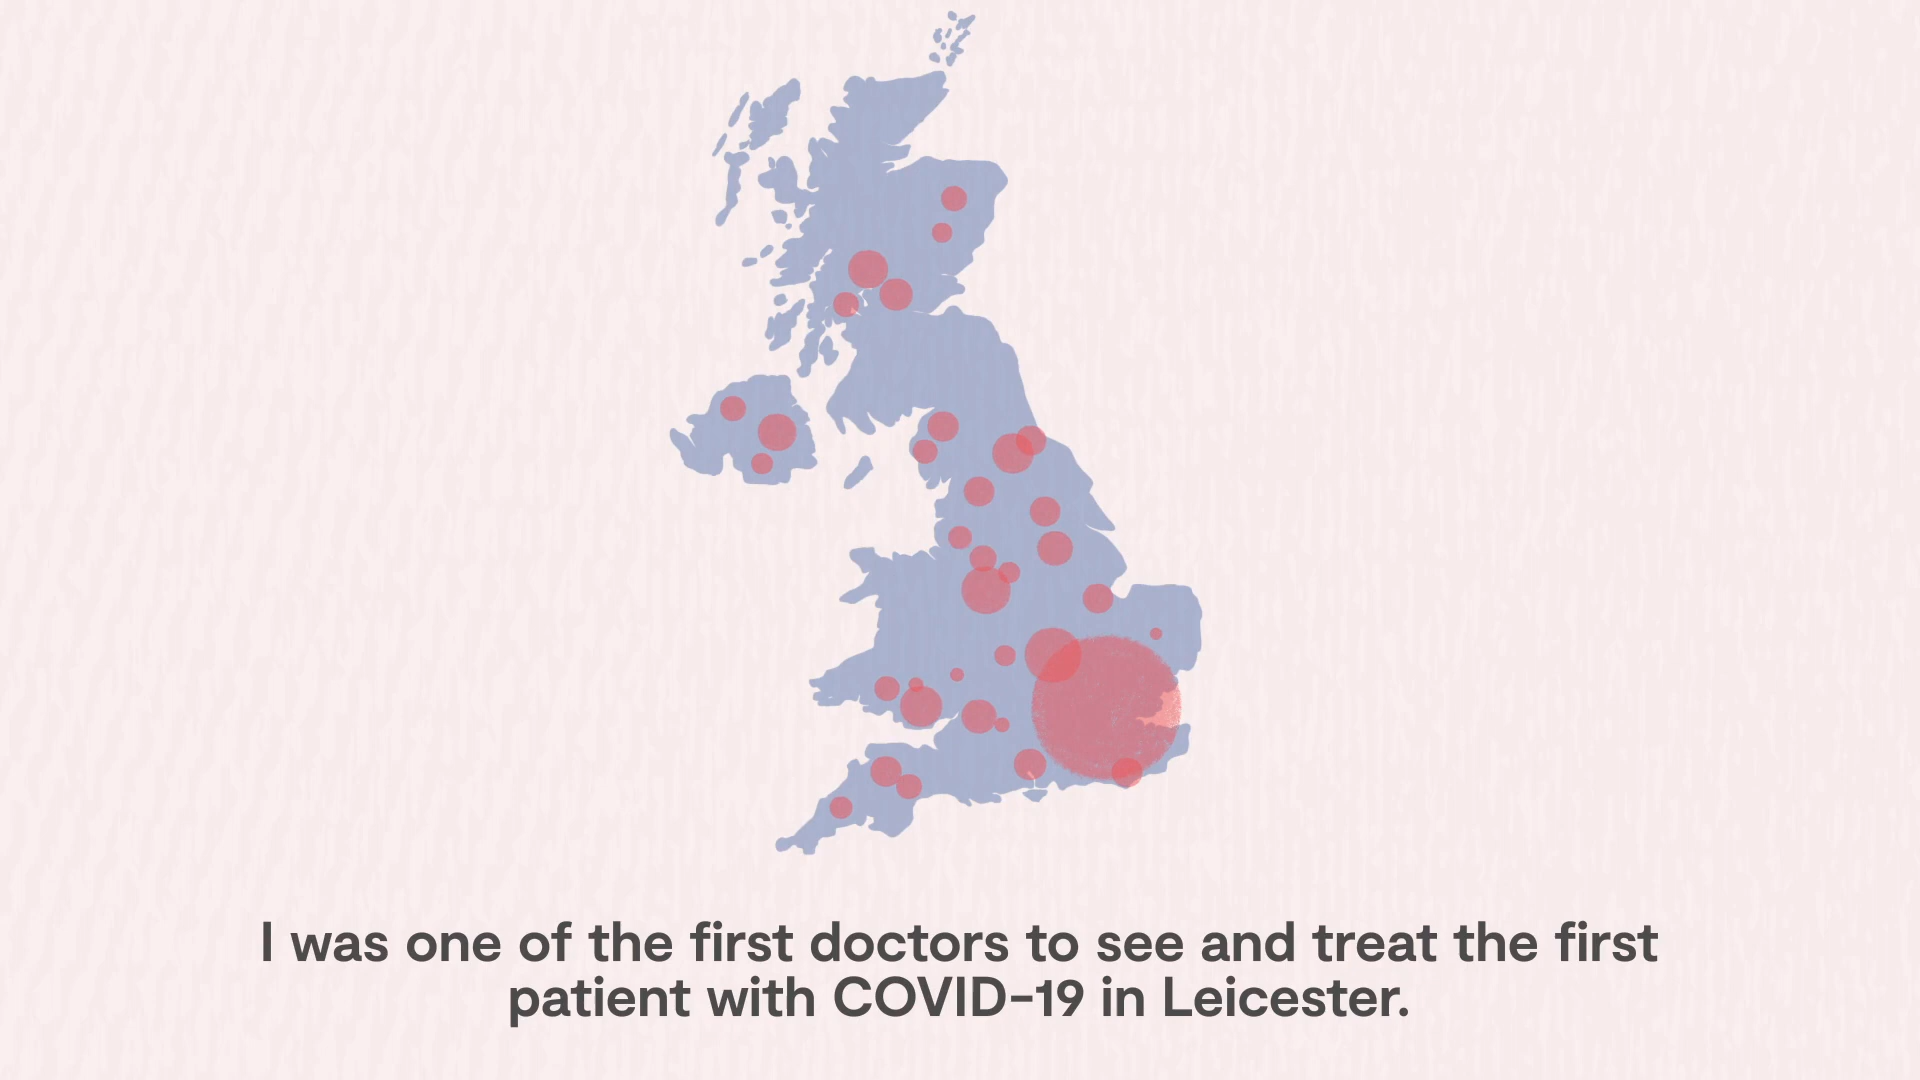 I was one of the first doctors to see and treat the first
patient with COVID-19 in Leicester.